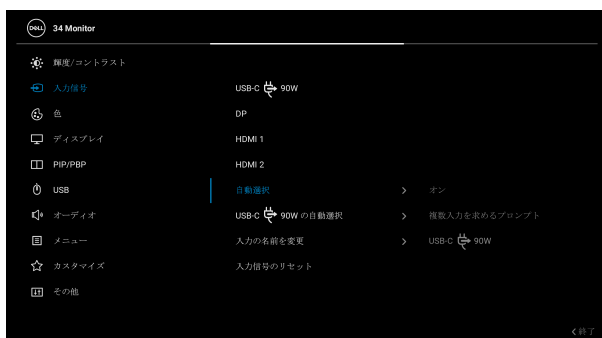 DELL 34 Monitor
輝度/コントラスト
入力信号 USB-C 90W
色 DP
ディスプレイ HDMI 1
PIP/PBP HDMI 2
USB 自動選択 オン
オーディオ USB-C 90W の自動選択 複数入力を求めるプロンプト
メニュー 入力の名前を変更 USB-C 90W
カスタマイズ 入力信号のリセット
その他
終了